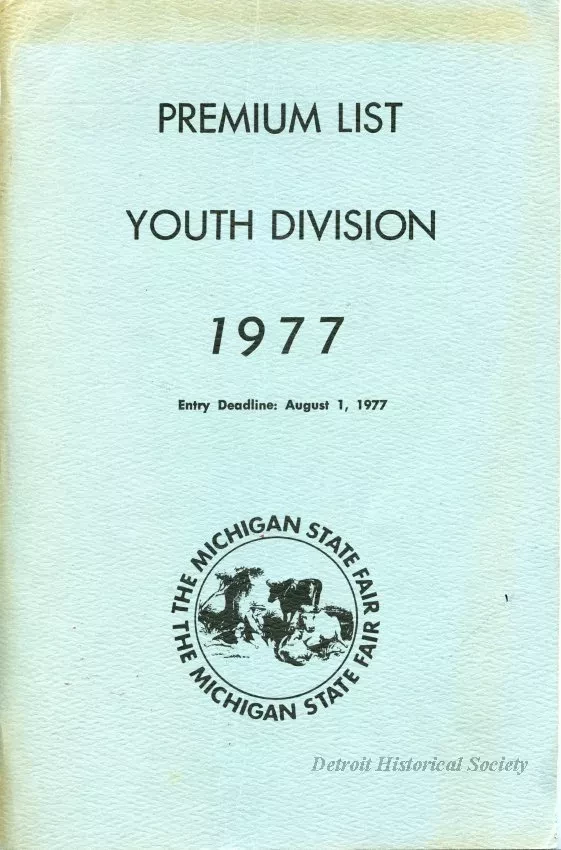 PREMIUM LIST
YOUTH DIVISION
1977
Entry Deadline: August 1, 1977
THE MICHIGAN STATE FAIR
THE MICHIGAN STATE FAIR
Detroit Historical Society